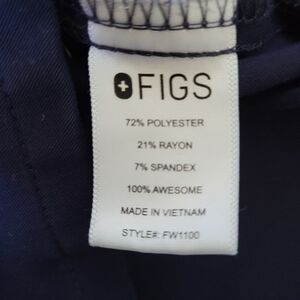 FIGS
72% POLYESTER
21% RAYON
7% SPANDEX
100% AWESOME
MADE IN VIETNAM
STYLE#: FW1100